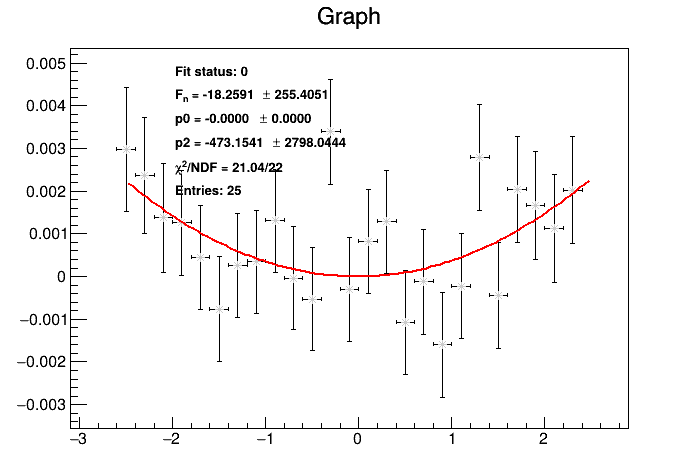 Graph
Fit status: 0
Fn = -18.2591 ± 255.4051
p0 = -0.0000 ± 0.0000
p2 = -473.1541 ± 2798.0444
χ²/NDF = 21.04/22
Entries: 25
0.005
0.004
0.003
0.002
0.001
0
−0.001
−0.002
−0.003
−3 −2 −1 0 1 2